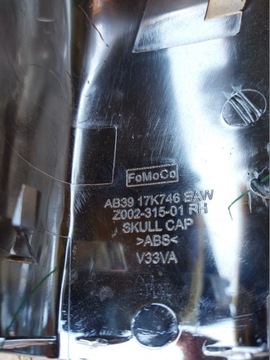 FoMoCo
AB39 17K746 BAW
Z002-315-01 RH
SKULL CAP
>ABS<
V33VA